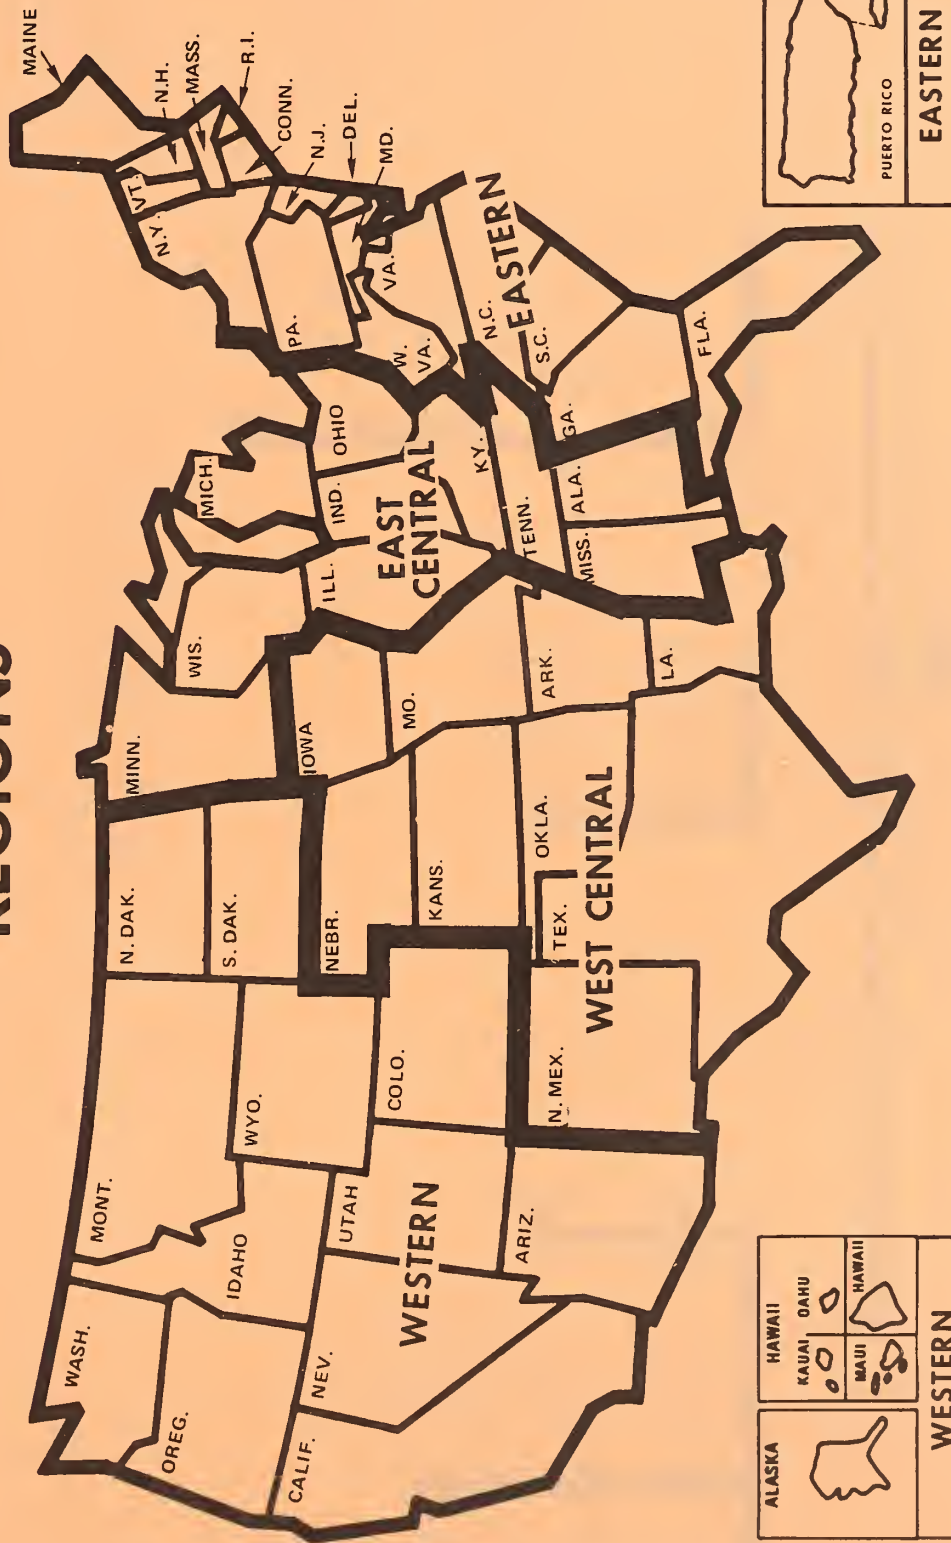 REGIONS
MAINE
N.H.
MASS.
R.I.
CONN.
N.J.
DEL.
MD.
VT.
N.Y.
PA.
VA.
W.
VA.
N.C.
S.C.
EASTERN
GA.
FLA.
MICH.
OHIO
IND.
ILL.
WIS.
KY.
TENN.
ALA.
MISS.
EAST
CENTRAL
MINN.
IOWA
MO.
ARK.
LA.
N. DAK.
S. DAK.
NEBR.
KANS.
OKLA.
TEX.
N. MEX.
WEST CENTRAL
MONT.
WYO.
COLO.
IDAHO
UTAH
ARIZ.
WASH.
OREG.
NEV.
CALIF.
WESTERN
ALASKA
HAWAII
KAUAI
OAHU
MAUI
HAWAII
WESTERN
PUERTO RICO
EASTERN